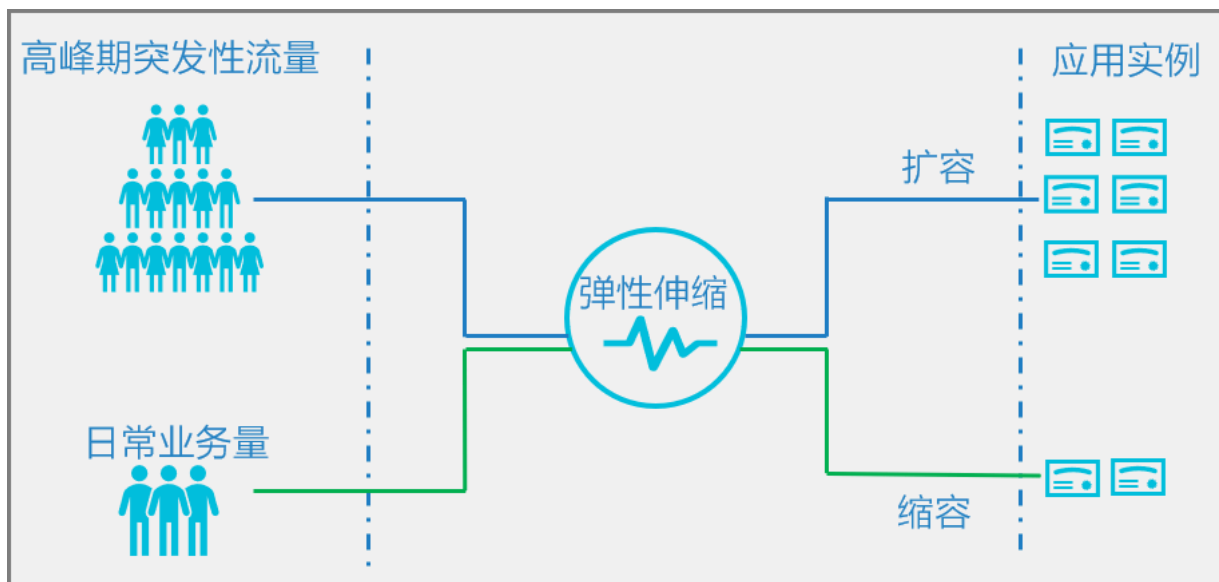 高峰期突发性流量
应用实例
扩容
弹性伸缩
日常业务量
缩容